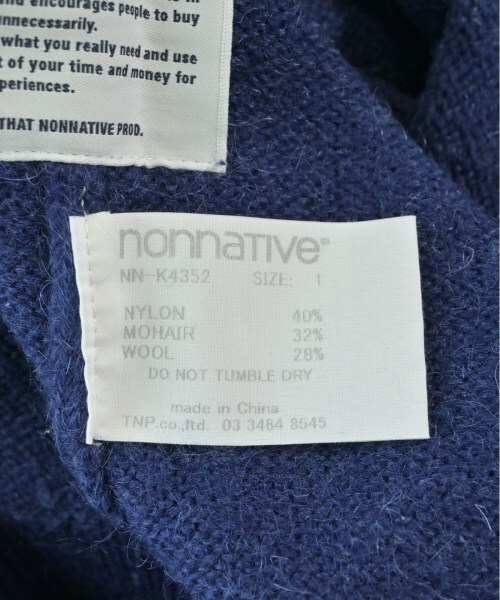 and encourages people to buy
unnecessarily.
what you really need and use
t of your time and money for
periences.
THAT NONNATIVE PROD.
nonnative®
NN-K4352 SIZE: 1
NYLON 40%
MOHAIR 32%
WOOL 28%
DO NOT TUMBLE DRY
made in China
TNP.co.,ltd. 03 3464 8545